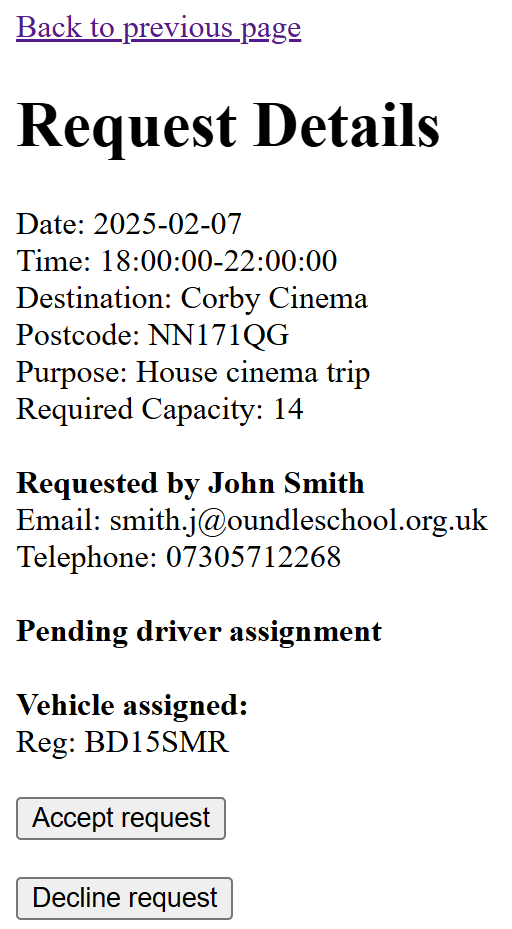 Back to previous page
Request Details
Date: 2025-02-07
Time: 18:00:00-22:00:00
Destination: Corby Cinema
Postcode: NN171QG
Purpose: House cinema trip
Required Capacity: 14
Requested by John Smith
Email: smith.j@oundleschool.org.uk
Telephone: 07305712268
Pending driver assignment
Vehicle assigned:
Reg: BD15SMR
Accept request
Decline request